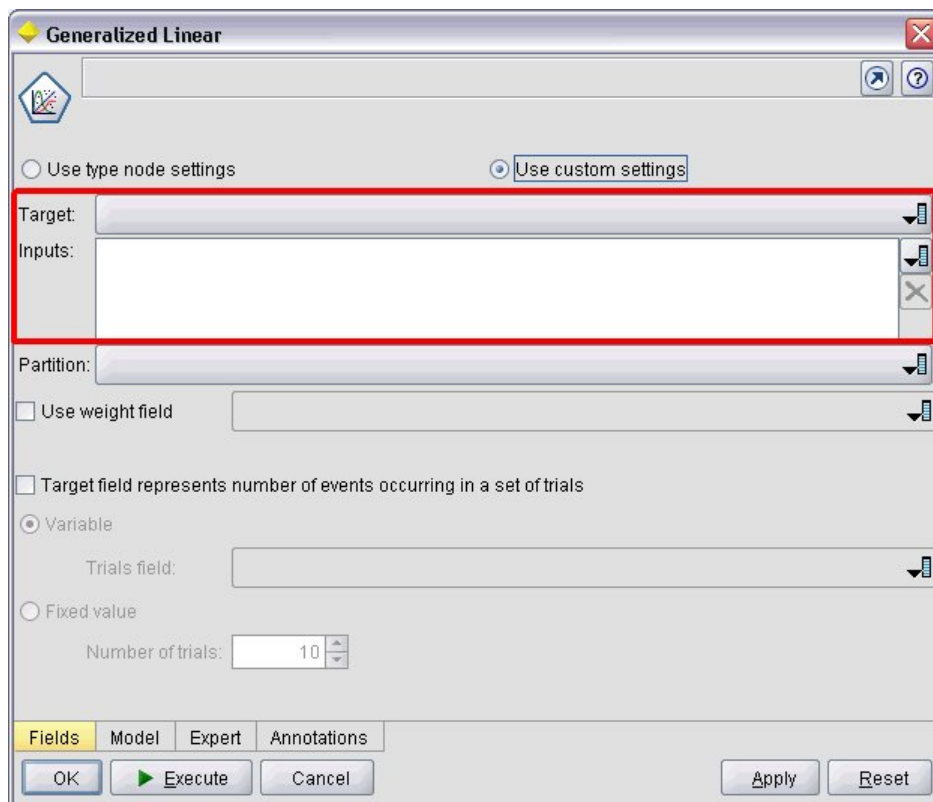 Generalized Linear
Use type node settings Use custom settings
Target:
Inputs:
Partition:
Use weight field
Target field represents number of events occurring in a set of trials
Variable
Trials field:
Fixed value
Number of trials: 10
Fields Model Expert Annotations
OK Execute Cancel Apply Reset